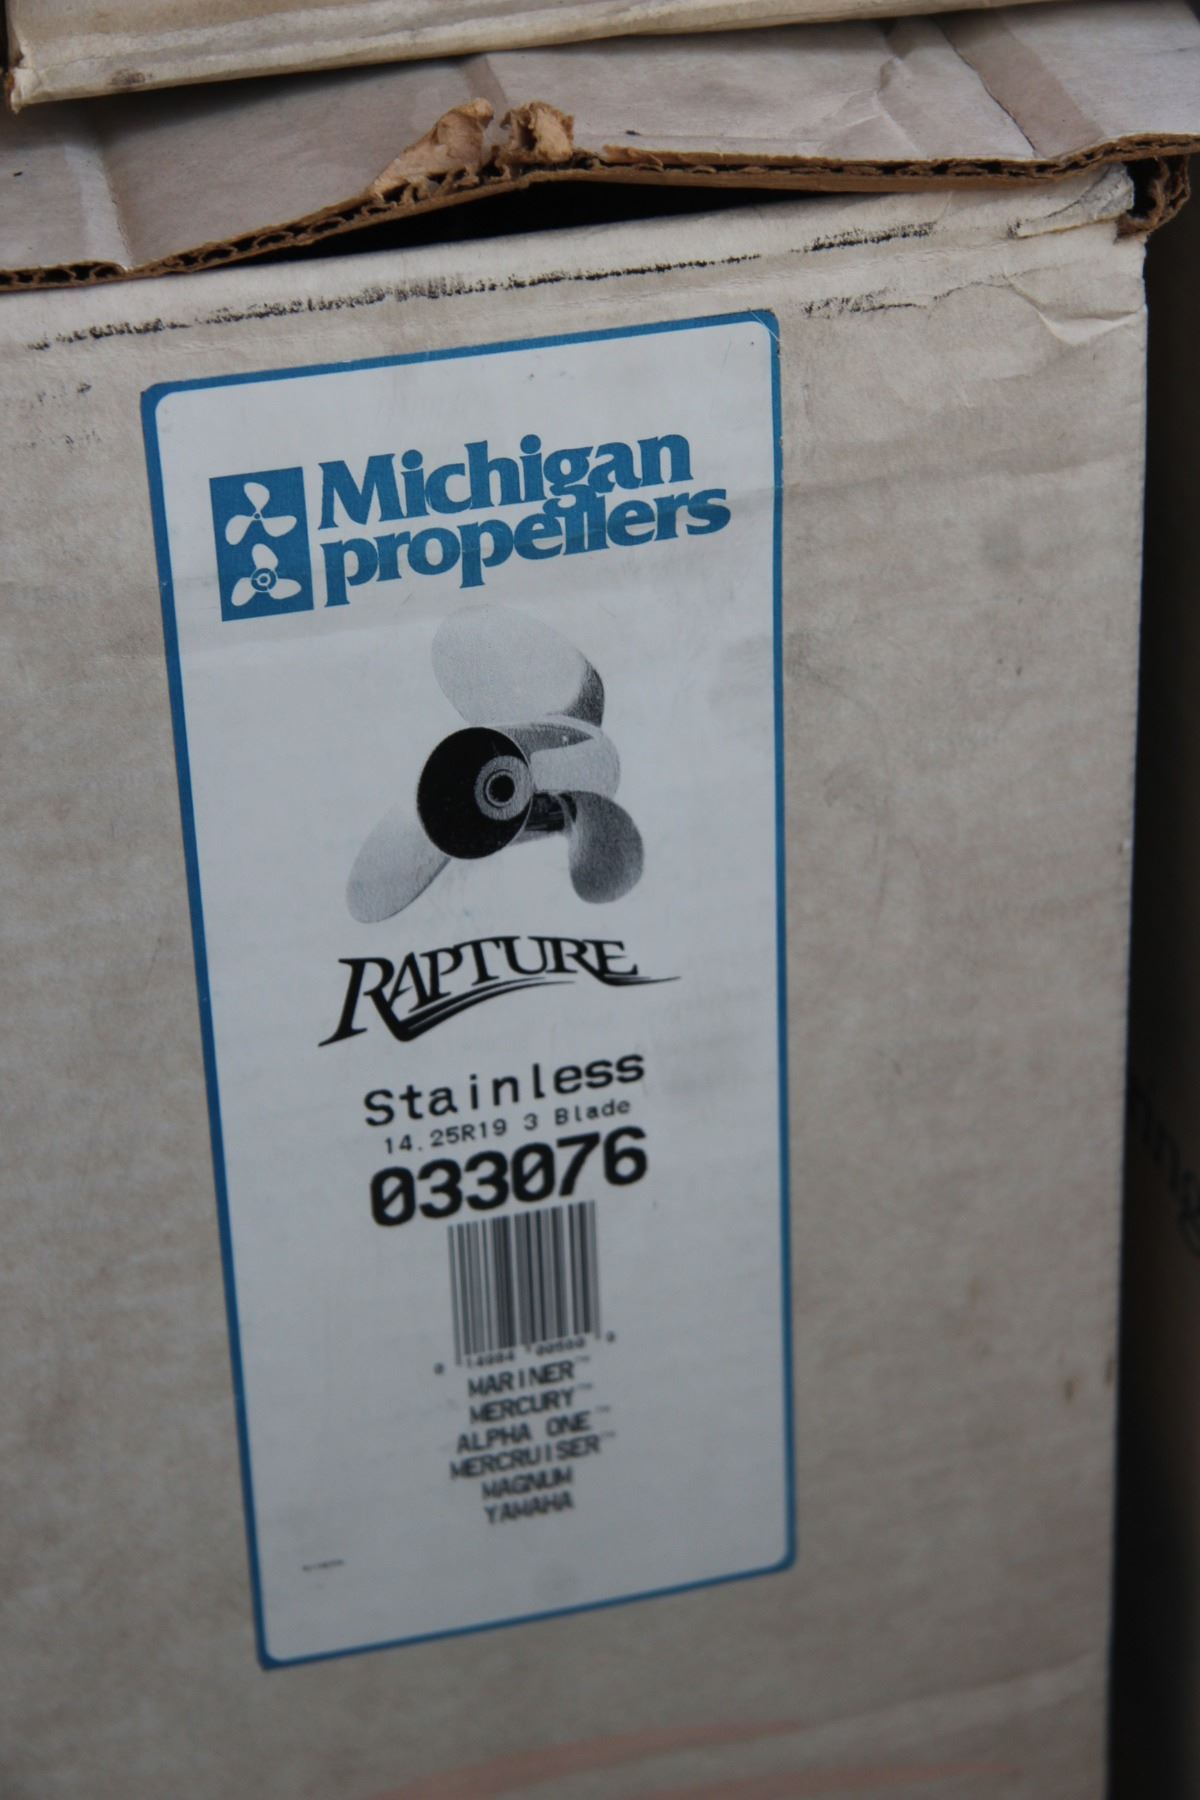 Michigan
propellers
RAPTURE
Stainless
14.25R19 3 Blade
033076
MARINER™
MERCURY™
ALPHA ONE™
MERCRUISER™
MAGNUM
YAMAHA